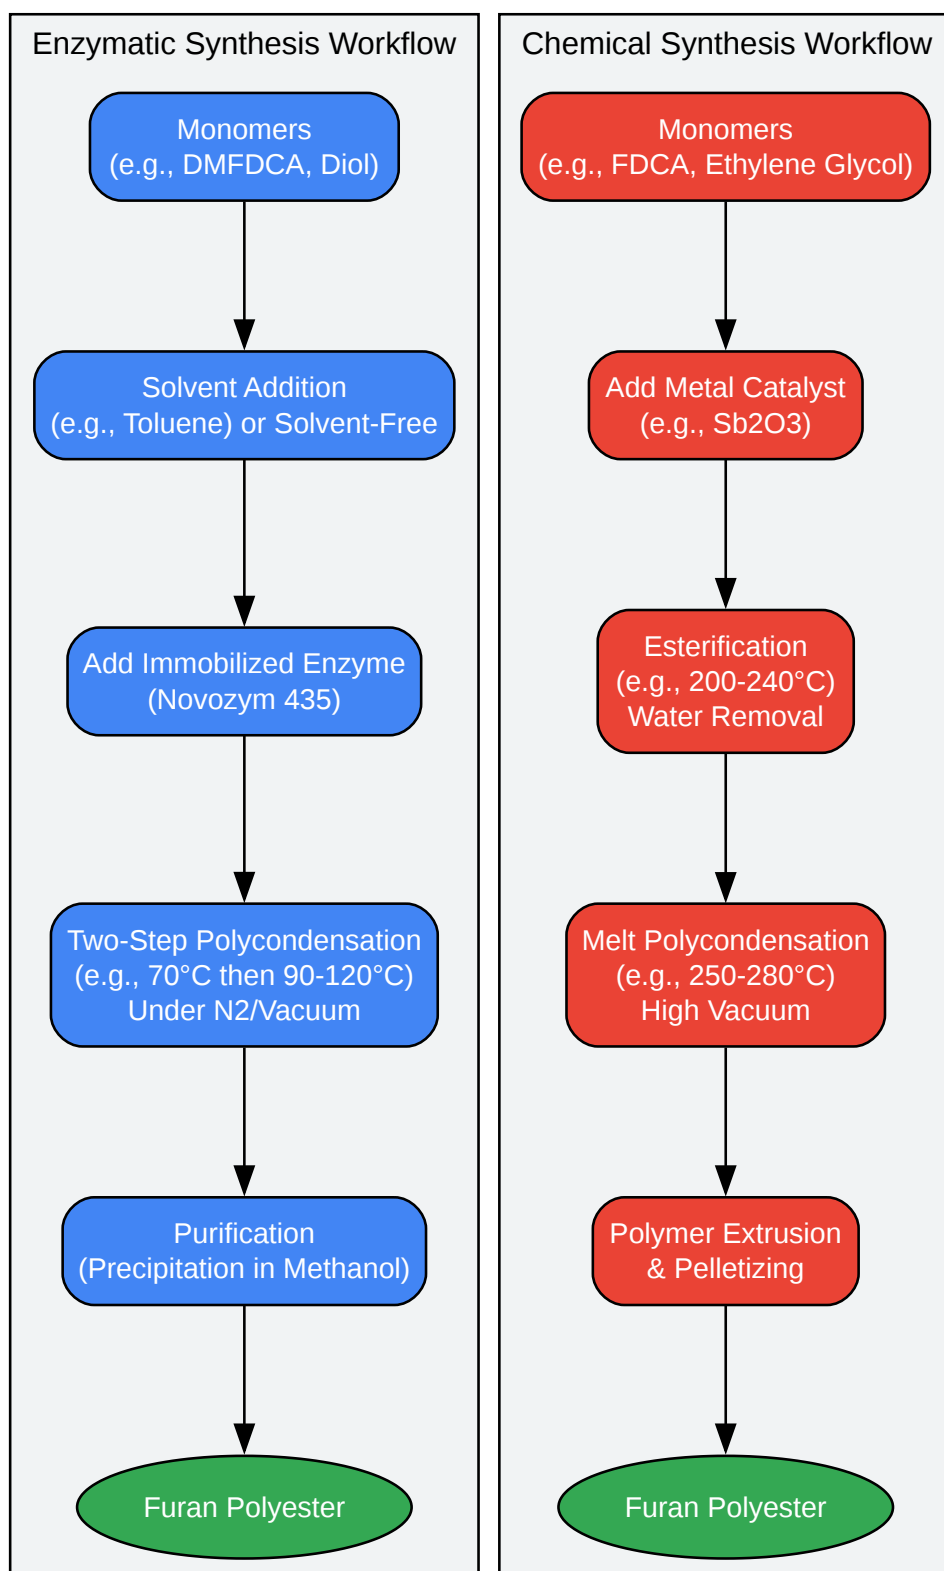 Enzymatic Synthesis Workflow
Monomers
(e.g., DMFDCA, Diol)
Solvent Addition
(e.g., Toluene) or Solvent-Free
Add Immobilized Enzyme
(Novozym 435)
Two-Step Polycondensation
(e.g., 70°C then 90-120°C)
Under N2/Vacuum
Purification
(Precipitation in Methanol)
Furan Polyester
Chemical Synthesis Workflow
Monomers
(e.g., FDCA, Ethylene Glycol)
Add Metal Catalyst
(e.g., Sb2O3)
Esterification
(e.g., 200-240°C)
Water Removal
Melt Polycondensation
(e.g., 250-280°C)
High Vacuum
Polymer Extrusion
& Pelletizing
Furan Polyester